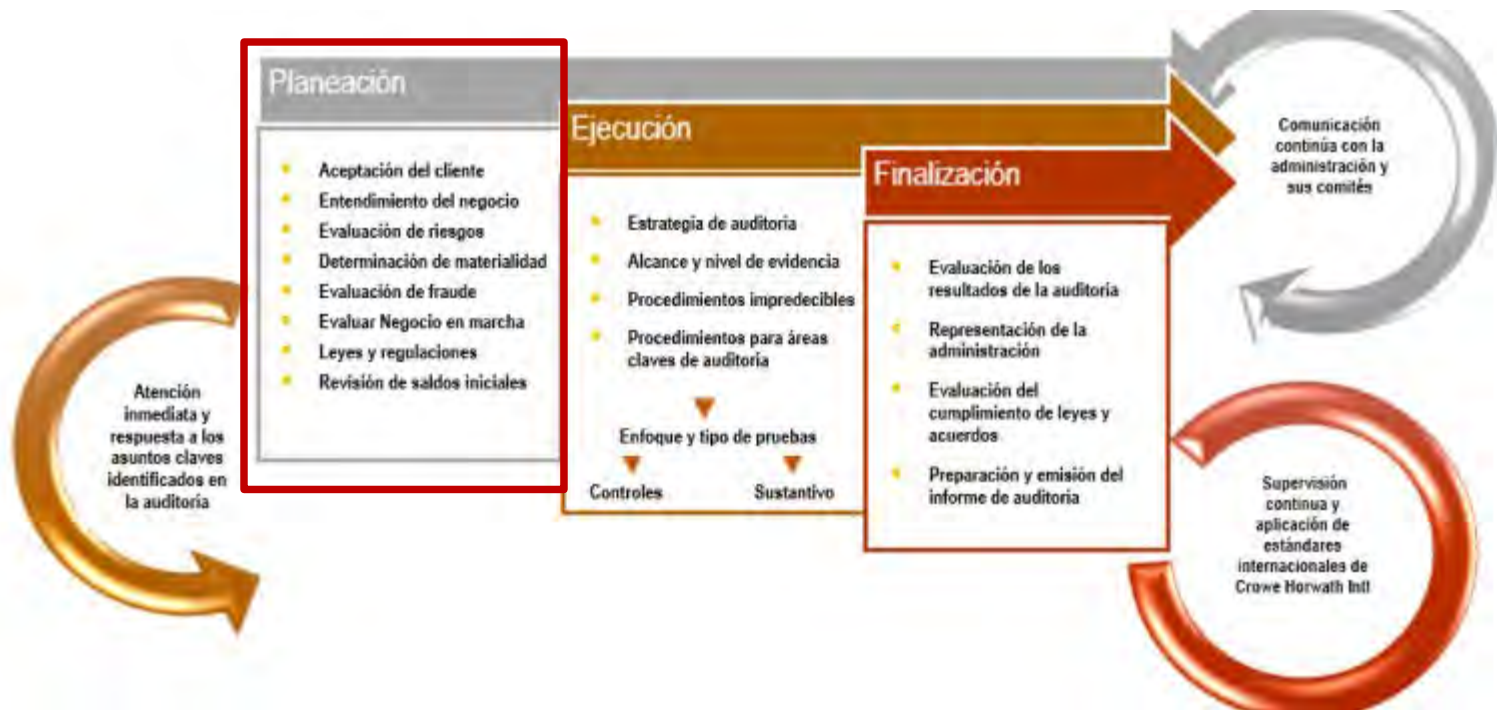 Planeación
Aceptación del cliente
Entendimiento del negocio
Evaluación de riesgos
Determinación de materialidad
Evaluación de fraude
Evaluar Negocio en marcha
Leyes y regulaciones
Revisión de saldos iniciales
Ejecución
Estrategia de auditoria
Alcance y nivel de evidencia
Procedimientos impredecibles
Procedimientos para áreas
claves de auditoría
Enfoque y tipo de pruebas
Controles
Sustantivo
Finalización
Evaluación de los
resultados de la auditoría
Representación de la
administración
Evaluación del
cumplimiento de leyes y
acuerdos
Preparación y emisión del
informe de auditoria
Atención
inmediata y
respuesta a los
asuntos claves
identificados en
la auditoría
Comunicación
continúa con la
administración y
sus comités
Supervisión
continua y
aplicación de
estándares
internacionales de
Crowe Horwath Intl